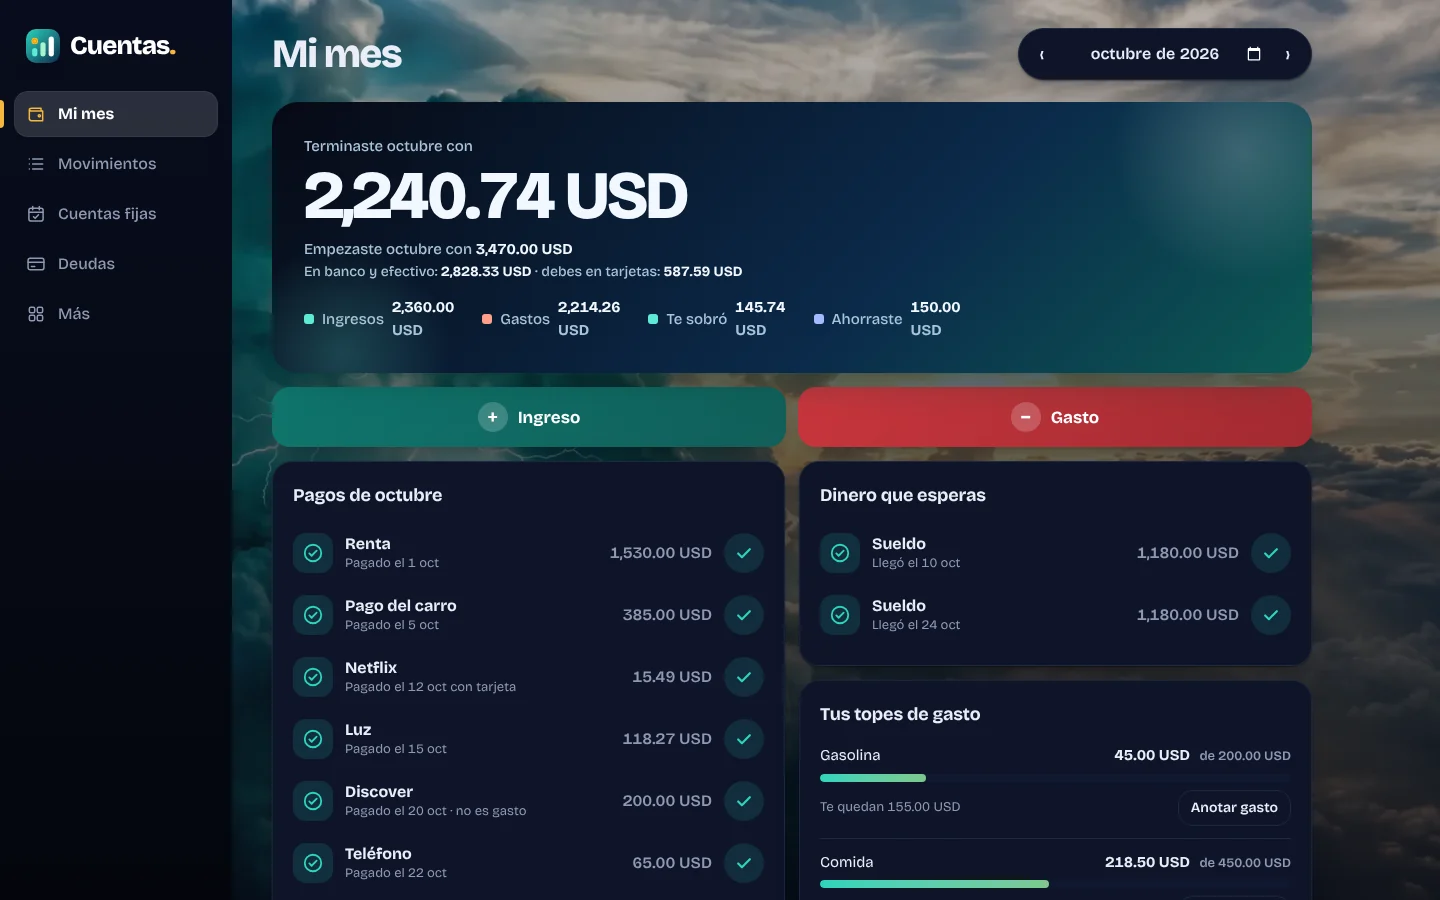 Cuentas.
Mi mes
Movimientos
Cuentas fijas
Deudas
Más
Mi mes
‹ octubre de 2026 ›
Terminaste octubre con
2,240.74 USD
Empezaste octubre con 3,470.00 USD
En banco y efectivo: 2,828.33 USD · debes en tarjetas: 587.59 USD
Ingresos 2,360.00 USD
Gastos 2,214.26 USD
Te sobró 145.74 USD
Ahorraste 150.00 USD
+ Ingreso
− Gasto
Pagos de octubre
Renta 1,530.00 USD
Pagado el 1 oct
Pago del carro 385.00 USD
Pagado el 5 oct
Netflix 15.49 USD
Pagado el 12 oct con tarjeta
Luz 118.27 USD
Pagado el 15 oct
Discover 200.00 USD
Pagado el 20 oct · no es gasto
Teléfono 65.00 USD
Pagado el 22 oct
Dinero que esperas
Sueldo 1,180.00 USD
Llegó el 10 oct
Sueldo 1,180.00 USD
Llegó el 24 oct
Tus topes de gasto
Gasolina 45.00 USD de 200.00 USD
Te quedan 155.00 USD Anotar gasto
Comida 218.50 USD de 450.00 USD